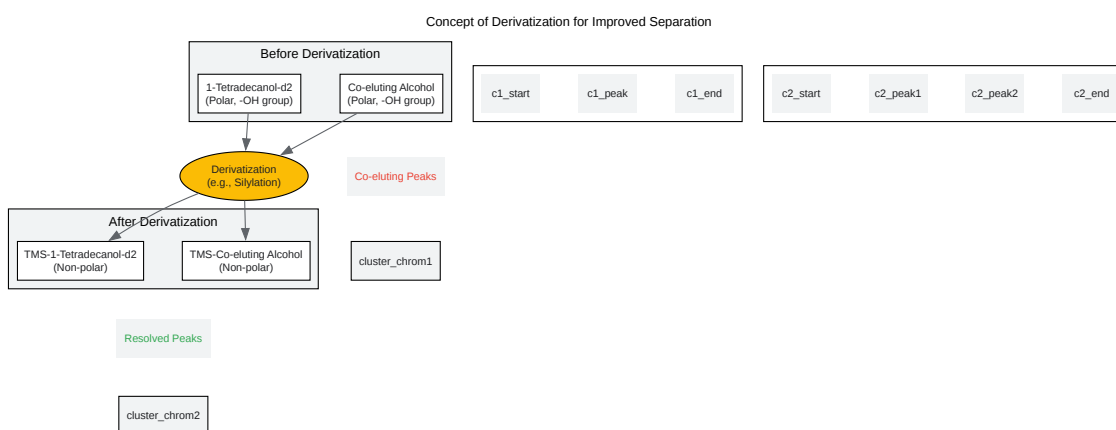 Concept of Derivatization for Improved Separation
Before Derivatization
1-Tetradecanol-d2
(Polar, -OH group)
Co-eluting Alcohol
(Polar, -OH group)
c1_start
c1_peak
c1_end
c2_start
c2_peak1
c2_peak2
c2_end
Derivatization
(e.g., Silylation)
Co-eluting Peaks
After Derivatization
TMS-1-Tetradecanol-d2
(Non-polar)
TMS-Co-eluting Alcohol
(Non-polar)
cluster_chrom1
Resolved Peaks
cluster_chrom2